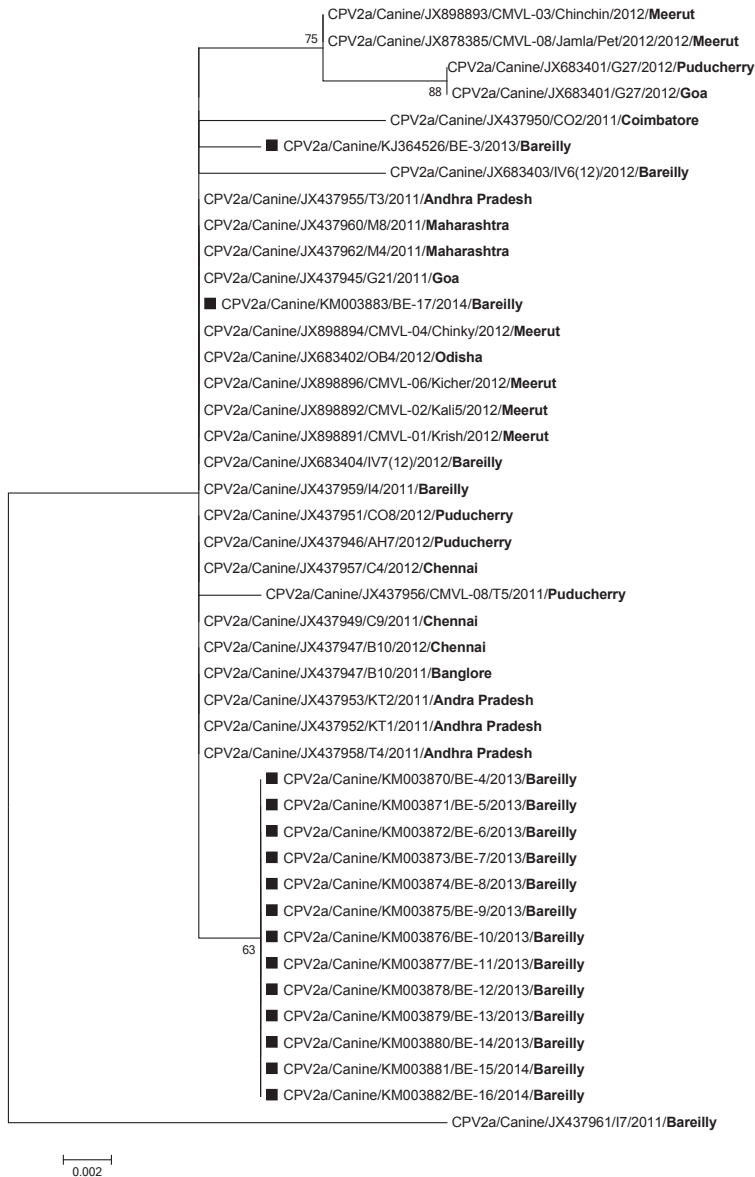 CPV2a/Canine/JX898893/CMVL-03/Chinchin/2012/Meerut
75
CPV2a/Canine/JX878385/CMVL-08/Jamla/Pet/2012/2012/Meerut
CPV2a/Canine/JX683401/G27/2012/Puducherry
88
CPV2a/Canine/JX683401/G27/2012/Goa
CPV2a/Canine/JX437950/CO2/2011/Coimbatore
CPV2a/Canine/KJ364526/BE-3/2013/Bareilly
CPV2a/Canine/JX683403/IV6(12)/2012/Bareilly
CPV2a/Canine/JX437955/T3/2011/Andhra Pradesh
CPV2a/Canine/JX437960/M8/2011/Maharashtra
CPV2a/Canine/JX437962/M4/2011/Maharashtra
CPV2a/Canine/JX437945/G21/2011/Goa
CPV2a/Canine/KM003883/BE-17/2014/Bareilly
CPV2a/Canine/JX898894/CMVL-04/Chinky/2012/Meerut
CPV2a/Canine/JX683402/OB4/2012/Odisha
CPV2a/Canine/JX898896/CMVL-06/Kicher/2012/Meerut
CPV2a/Canine/JX898892/CMVL-02/Kali5/2012/Meerut
CPV2a/Canine/JX898891/CMVL-01/Krish/2012/Meerut
CPV2a/Canine/JX683404/IV7(12)/2012/Bareilly
CPV2a/Canine/JX437959/I4/2011/Bareilly
CPV2a/Canine/JX437951/CO8/2012/Puducherry
CPV2a/Canine/JX437946/AH7/2012/Puducherry
CPV2a/Canine/JX437957/C4/2012/Chennai
CPV2a/Canine/JX437956/CMVL-08/T5/2011/Puducherry
CPV2a/Canine/JX437949/C9/2011/Chennai
CPV2a/Canine/JX437947/B10/2012/Chennai
CPV2a/Canine/JX437947/B10/2011/Banglore
CPV2a/Canine/JX437953/KT2/2011/Andra Pradesh
CPV2a/Canine/JX437952/KT1/2011/Andhra Pradesh
CPV2a/Canine/JX437958/T4/2011/Andhra Pradesh
CPV2a/Canine/KM003870/BE-4/2013/Bareilly
CPV2a/Canine/KM003871/BE-5/2013/Bareilly
CPV2a/Canine/KM003872/BE-6/2013/Bareilly
CPV2a/Canine/KM003873/BE-7/2013/Bareilly
CPV2a/Canine/KM003874/BE-8/2013/Bareilly
CPV2a/Canine/KM003875/BE-9/2013/Bareilly
CPV2a/Canine/KM003876/BE-10/2013/Bareilly
63
CPV2a/Canine/KM003877/BE-11/2013/Bareilly
CPV2a/Canine/KM003878/BE-12/2013/Bareilly
CPV2a/Canine/KM003879/BE-13/2013/Bareilly
CPV2a/Canine/KM003880/BE-14/2013/Bareilly
CPV2a/Canine/KM003881/BE-15/2014/Bareilly
CPV2a/Canine/KM003882/BE-16/2014/Bareilly
CPV2a/Canine/JX437961/I7/2011/Bareilly
0.002